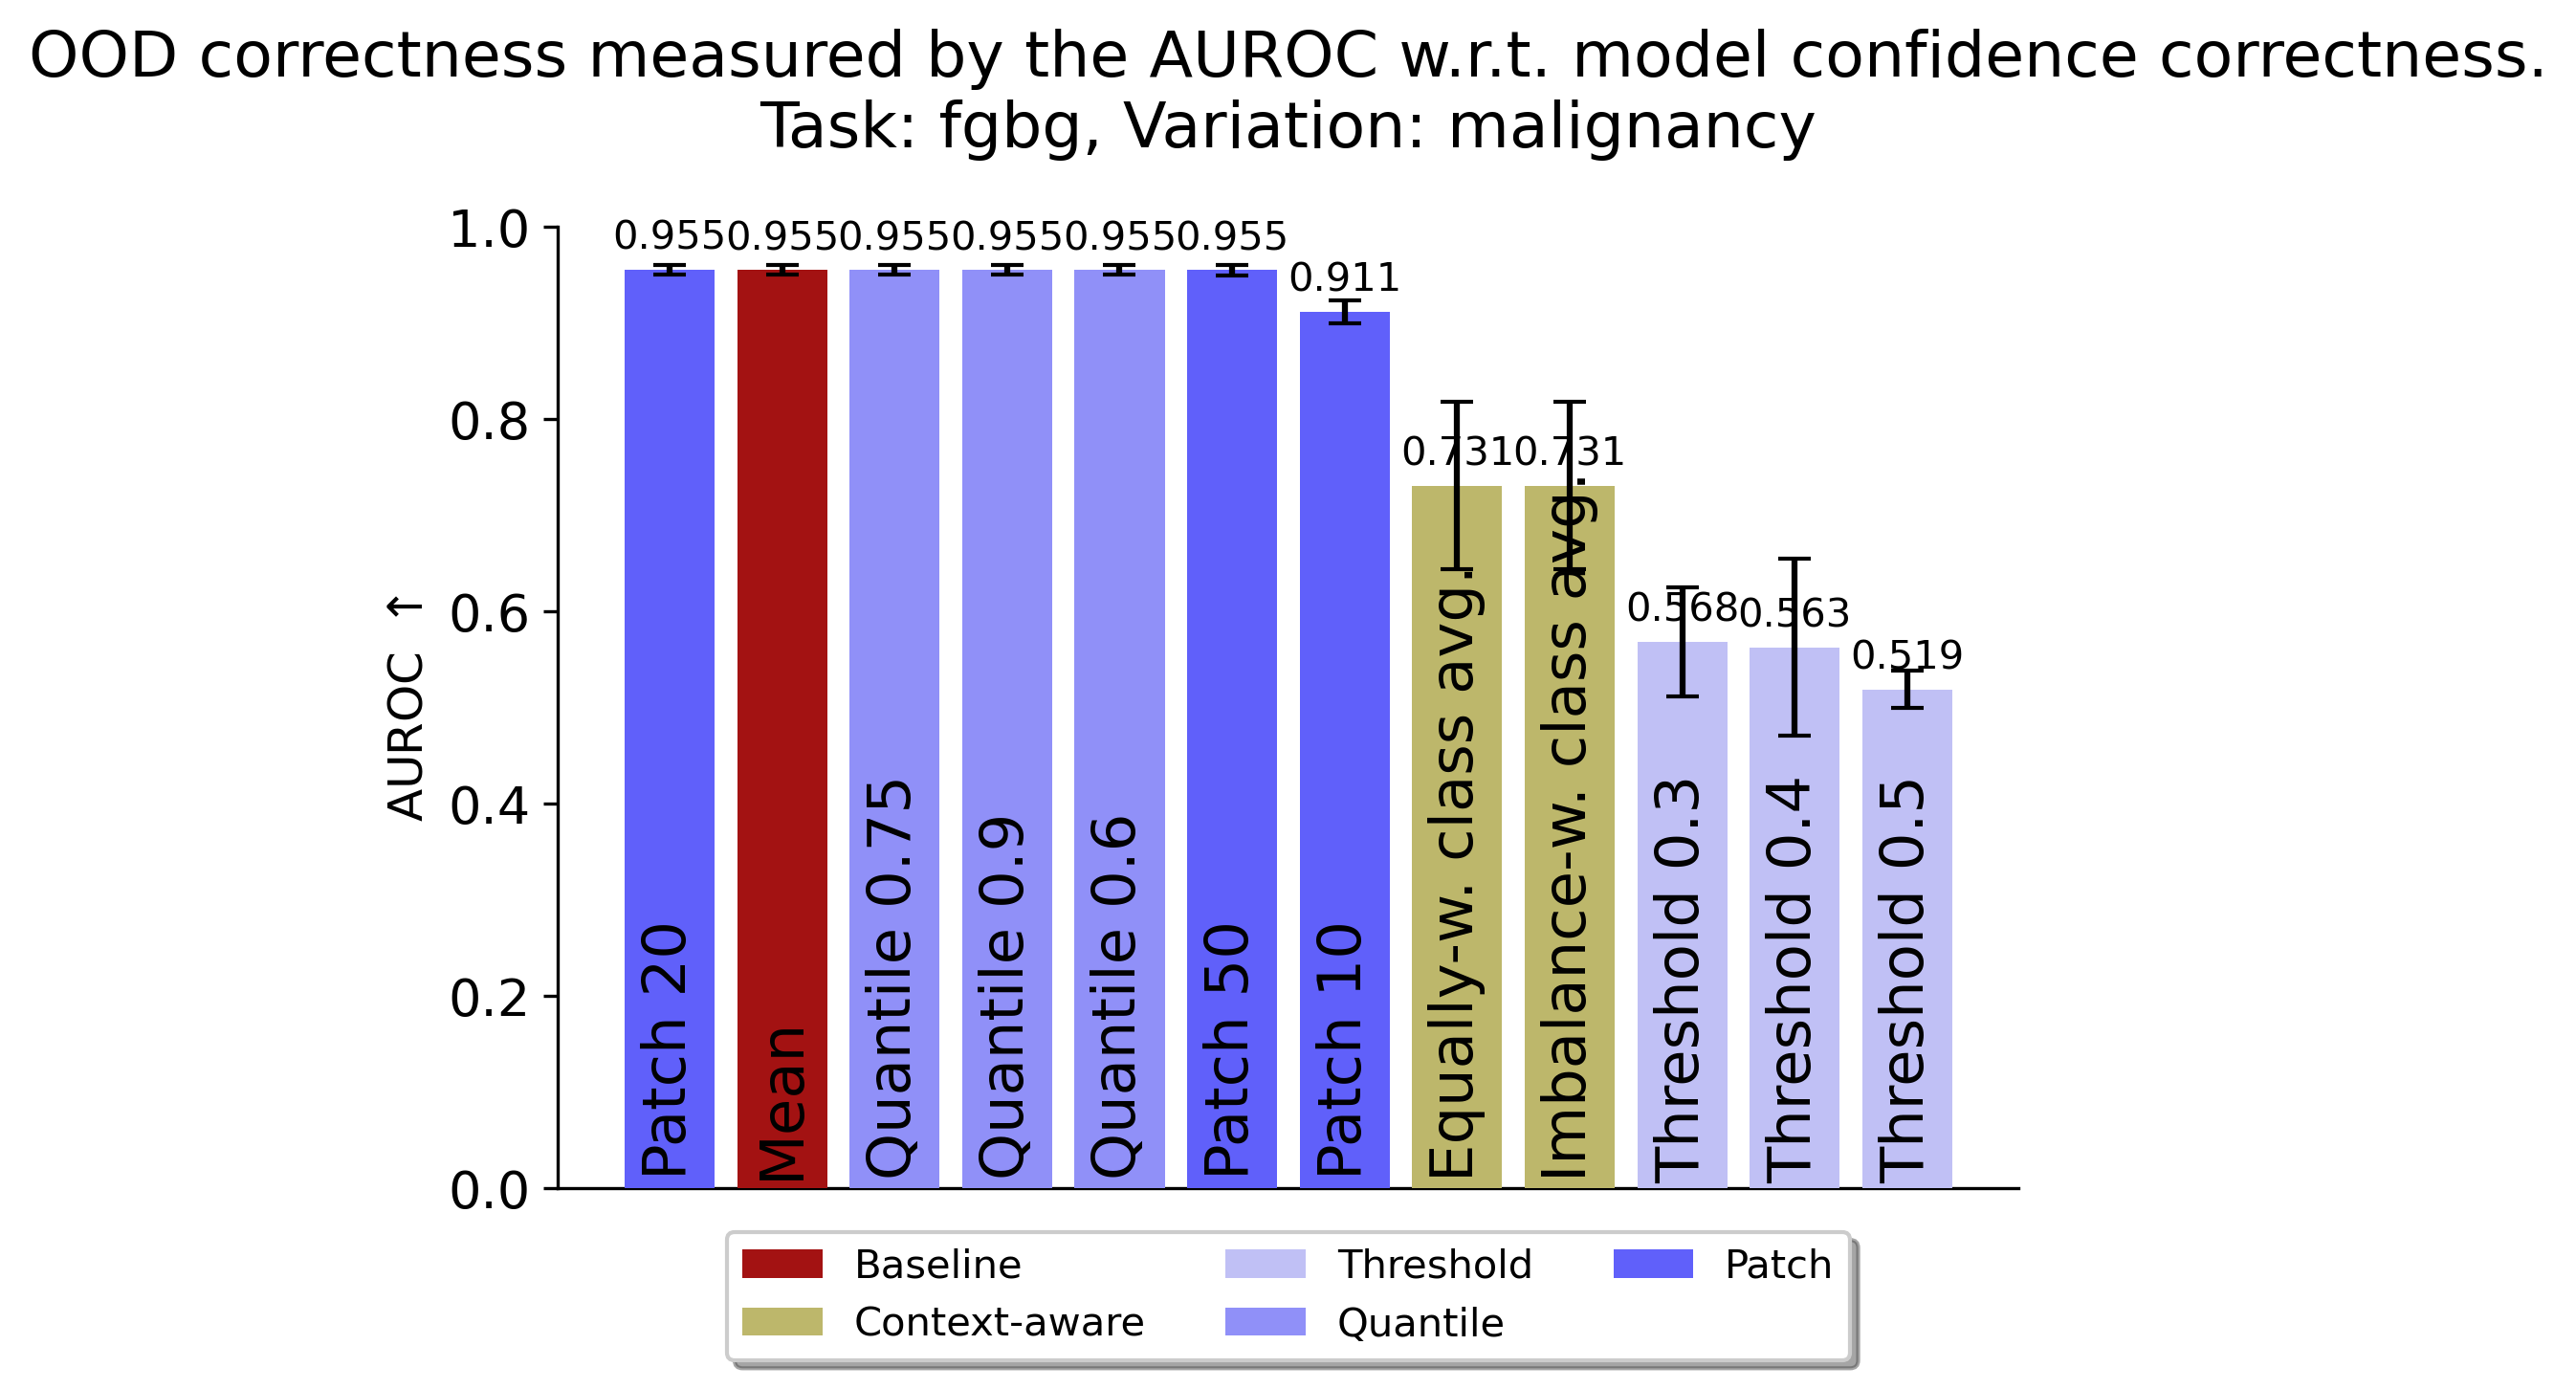 OOD correctness measured by the AUROC w.r.t. model confidence correctness.
Task: fgbg, Variation: malignancy
AUROC ↑
1.0
0.8
0.6
0.4
0.2
0.0
0.955
0.955
0.955
0.955
0.955
0.955
0.911
0.731
0.731
0.568
0.563
0.519
Patch 20
Mean
Quantile 0.75
Quantile 0.9
Quantile 0.6
Patch 50
Patch 10
Equally-w. class avg.
Imbalance-w. class avg.
Threshold 0.3
Threshold 0.4
Threshold 0.5
Baseline
Context-aware
Threshold
Quantile
Patch